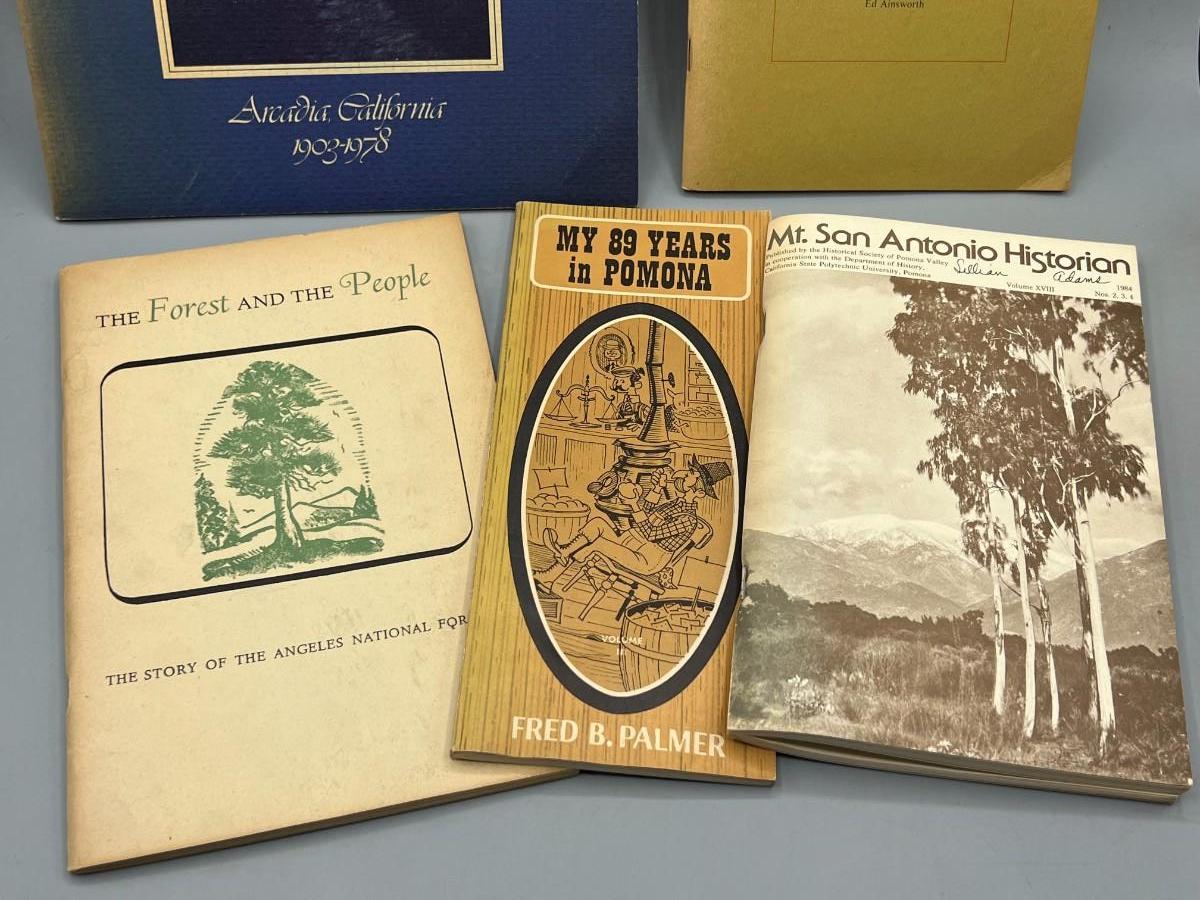 Arcadia, California
1903-1978
Ed Ainsworth
THE Forest AND THE People
THE STORY OF THE ANGELES NATIONAL FOR
MY 89 YEARS
in POMONA
VOLUME
FRED B. PALMER
Mt. San Antonio Historian
Published by the Historical Society of Pomona Valley
in cooperation with the Department of History,
California State Polytechnic University, Pomona
Lillian Adams
Volume XVIII
1984
Nos. 2, 3, 4